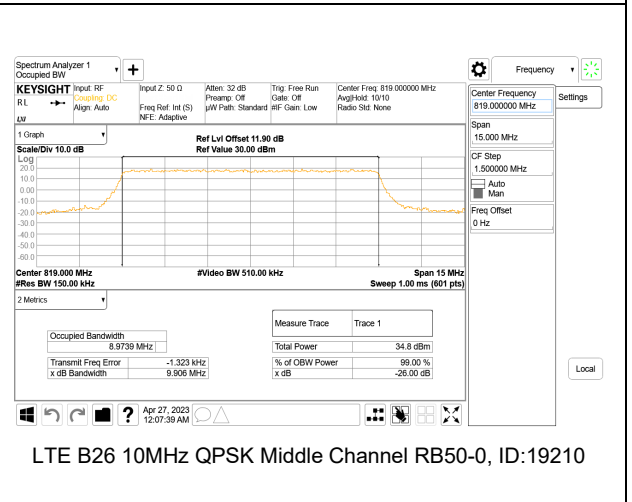 Spectrum Analyzer 1
Occupied BW
Frequency
KEYSIGHT
RL
LXI
Input: RF
Coupling: DC
Align: Auto
Input Z: 50 Ω
Freq Ref: Int (S)
NFE: Adaptive
Atten: 32 dB
Preamp: Off
µW Path: Standard
Trig: Free Run
Gate: Off
#IF Gain: Low
Center Freq: 819.000000 MHz
Avg|Hold: 10/10
Radio Std: None
Center Frequency
819.000000 MHz
Settings
Span
15.000 MHz
CF Step
1.500000 MHz
Auto
Man
Freq Offset
0 Hz
Local
1 Graph
Scale/Div 10.0 dB
Ref Lvl Offset 11.90 dB
Ref Value 30.00 dBm
Log
20.0
10.0
0.00
-10.0
-20.0
-30.0
-40.0
-50.0
-60.0
Center 819.000 MHz
#Res BW 150.00 kHz
#Video BW 510.00 kHz
Span 15 MHz
Sweep 1.00 ms (601 pts)
2 Metrics
Occupied Bandwidth
8.9739 MHz
Transmit Freq Error -1.323 kHz
x dB Bandwidth 9.906 MHz
Measure Trace Trace 1
Total Power 34.8 dBm
% of OBW Power 99.00 %
x dB -26.00 dB
?
Apr 27, 2023
12:07:39 AM
LTE B26 10MHz QPSK Middle Channel RB50-0, ID:19210